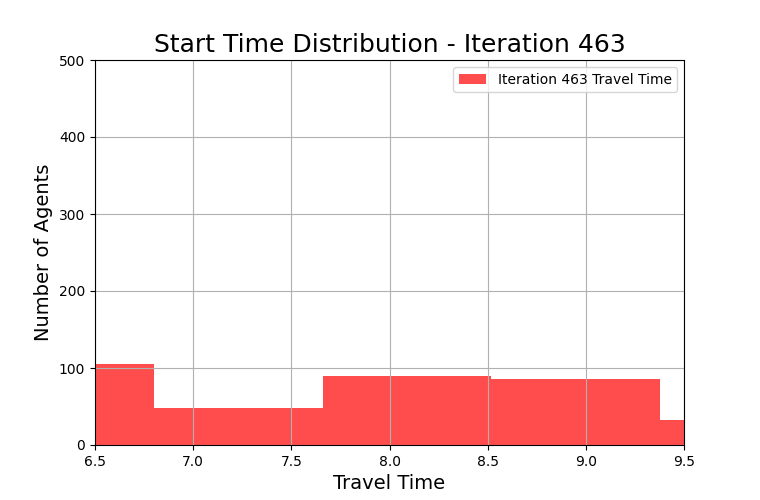 Start Time Distribution - Iteration 463
Iteration 463 Travel Time
Number of Agents
500
400
300
200
100
0
6.5 7.0 7.5 8.0 8.5 9.0 9.5
Travel Time